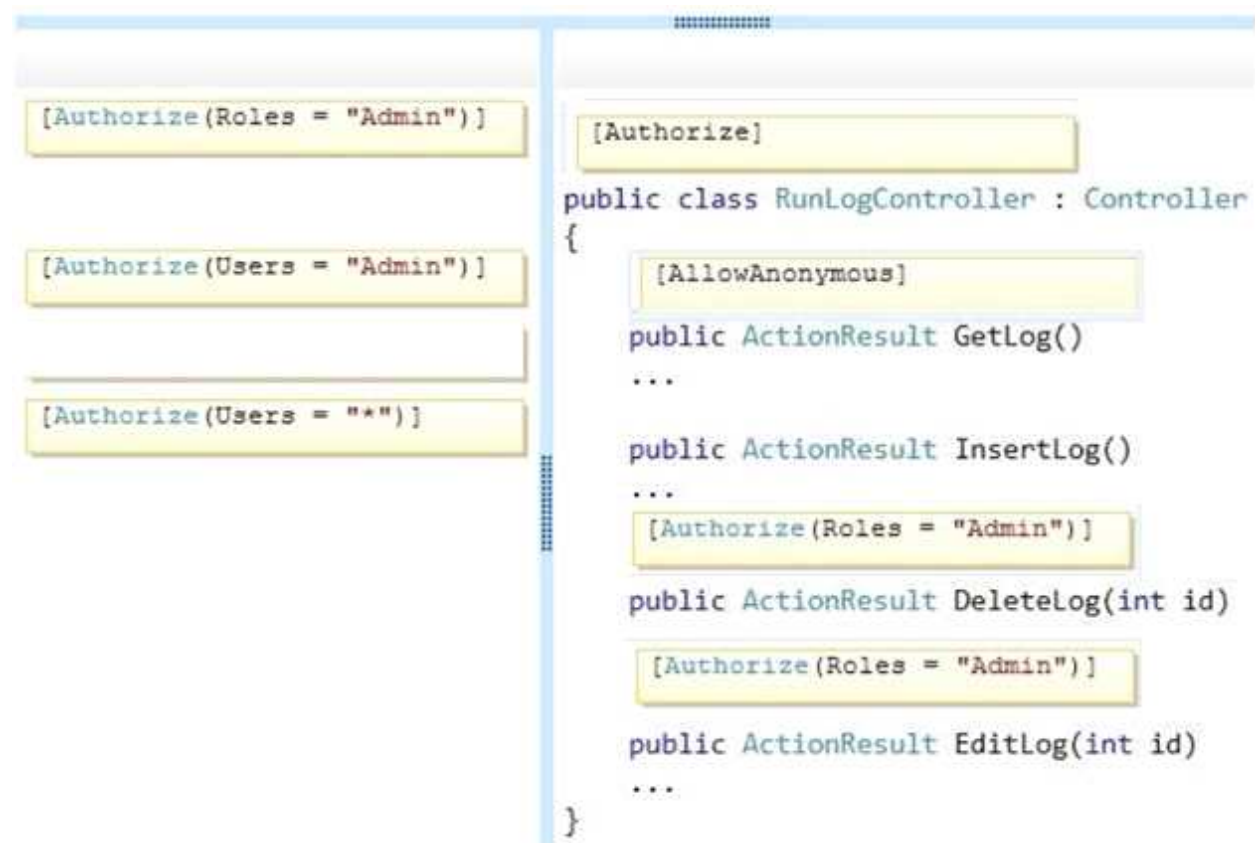 [Authorize(Roles = "Admin")]
[Authorize(Users = "Admin")]
[Authorize(Users = "*")]
[Authorize]
public class RunLogController : Controller
{
[AllowAnonymous]
public ActionResult GetLog()
...
public ActionResult InsertLog()
...
[Authorize(Roles = "Admin")]
public ActionResult DeleteLog(int id)
[Authorize(Roles = "Admin")]
public ActionResult EditLog(int id)
...
}